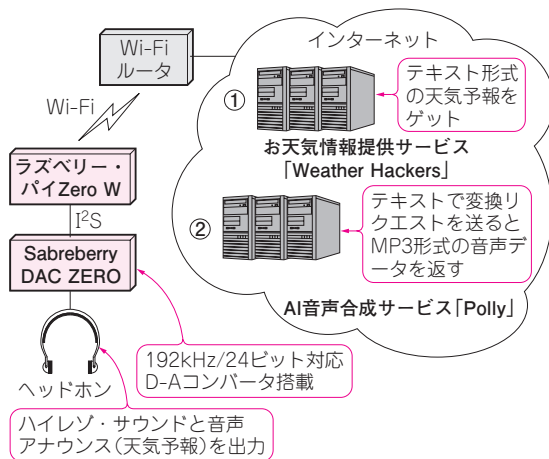 Wi-Fi
ルータ
Wi-Fi
ラズベリー・
パイZero W
I²S
Sabreberry
DAC ZERO
ヘッドホン
192kHz/24ビット対応
D-Aコンバータ搭載
ハイレゾ・サウンドと音声
アナウンス(天気予報)を出力
インターネット
①
テキスト形式
の天気予報を
ゲット
お天気情報提供サービス
「Weather Hackers」
②
テキストで変換リ
クエストを送ると
MP3形式の音声デ
ータを返す
AI音声合成サービス「Polly」